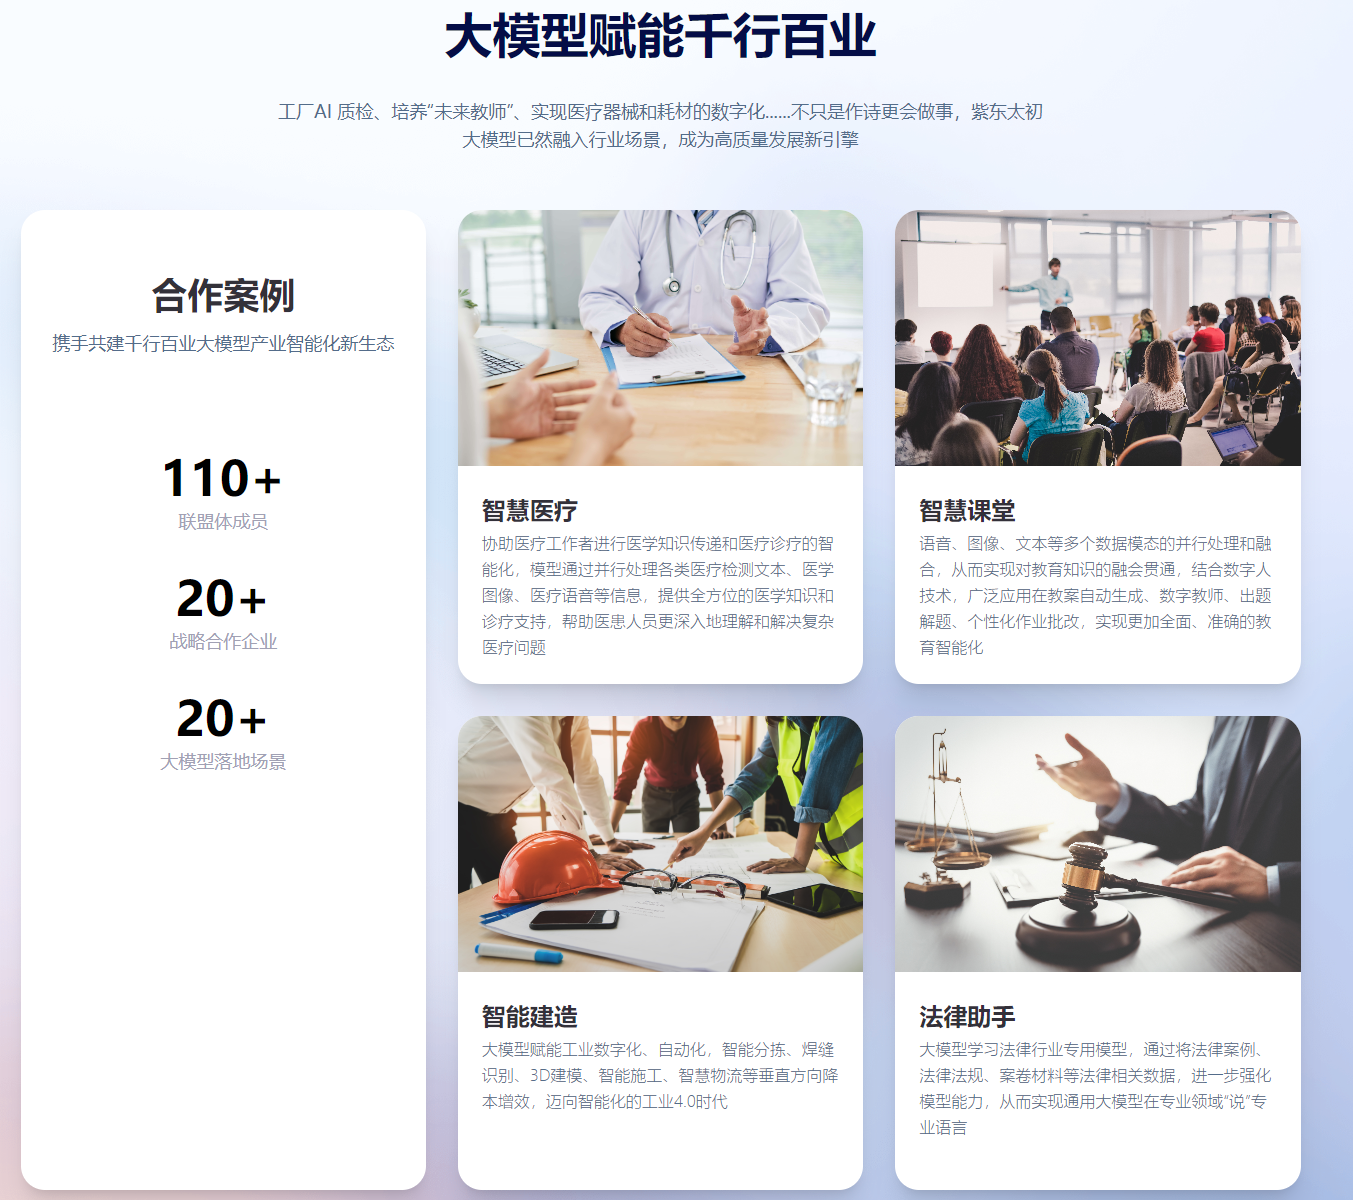 大模型赋能千行百业
工厂AI 质检、培养“未来教师”、实现医疗器械和耗材的数字化......不只是作诗更会做事，紫东太初
大模型已然融入行业场景，成为高质量发展新引擎
合作案例
携手共建千行百业大模型产业智能化新生态
110+
联盟体成员
20+
战略合作企业
20+
大模型落地场景
智慧医疗
协助医疗工作者进行医学知识传递和医疗诊疗的智
能化，模型通过并行处理各类医疗检测文本、医学
图像、医疗语音等信息，提供全方位的医学知识和
诊疗支持，帮助医患人员更深入地理解和解决复杂
医疗问题
智慧课堂
语音、图像、文本等多个数据模态的并行处理和融
合，从而实现对教育知识的融会贯通，结合数字人
技术，广泛应用在教案自动生成、数字教师、出题
解题、个性化作业批改，实现更加全面、准确的教
育智能化
智能建造
大模型赋能工业数字化、自动化，智能分拣、焊缝
识别、3D建模、智能施工、智慧物流等垂直方向降
本增效，迈向智能化的工业4.0时代
法律助手
大模型学习法律行业专用模型，通过将法律案例、
法律法规、案卷材料等法律相关数据，进一步强化
模型能力，从而实现通用大模型在专业领域“说”专
业语言